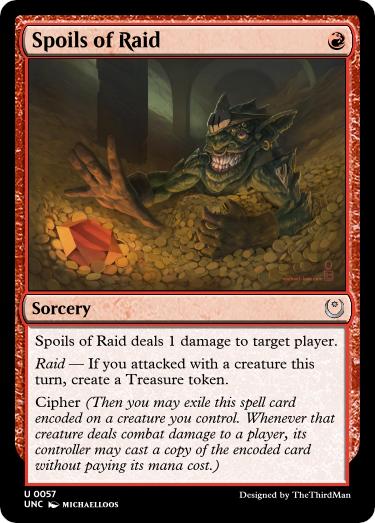 Spoils of Raid
Sorcery
Spoils of Raid deals 1 damage to target player.
Raid — If you attacked with a creature this
turn, create a Treasure token.
Cipher (Then you may exile this spell card
encoded on a creature you control. Whenever that
creature deals combat damage to a player, its
controller may cast a copy of the encoded card
without paying its mana cost.)
U 0057
UNC MICHAELLOOS
Designed by TheThirdMan